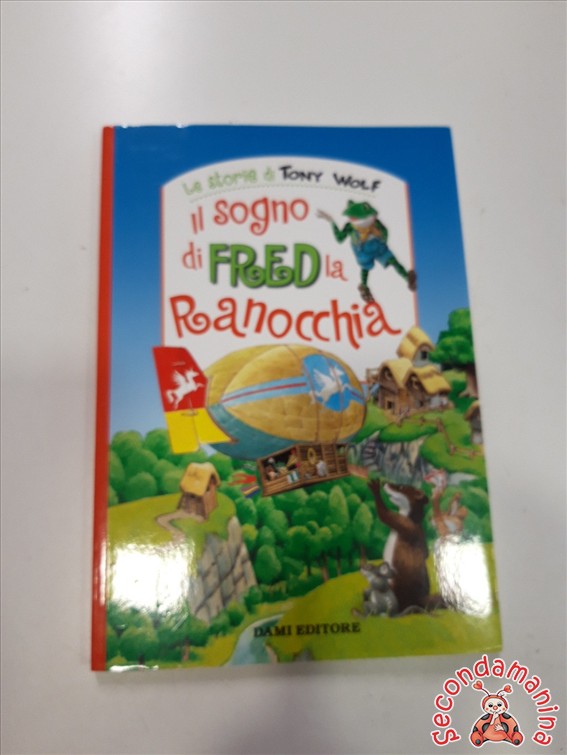 Le storie di TONY WOLF
Il sogno
di FRED la
Ranocchia
DAMI EDITORE
secondamanina